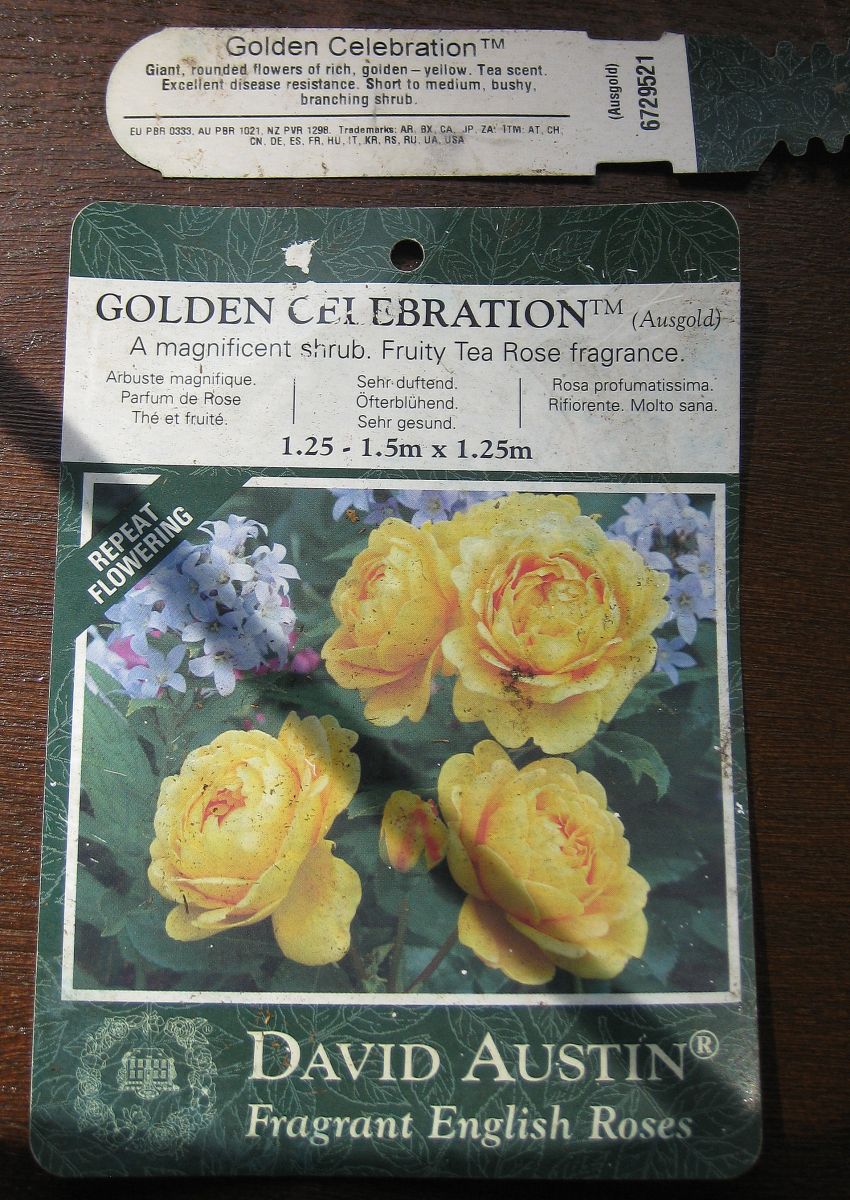 Golden Celebration™
Giant, rounded flowers of rich, golden – yellow. Tea scent.
Excellent disease resistance. Short to medium, bushy,
branching shrub.
EU PBR 0333, AU PBR 1021, NZ PVR 1298. Trademarks: AR, BX, CA, JP, ZA: ITM: AT, CH,
CN, DE, ES, FR, HU, IT, KR, RS, RU, UA, USA
(Ausgold)
6729521
GOLDEN CELEBRATION™ (Ausgold)
A magnificent shrub. Fruity Tea Rose fragrance.
Arbuste magnifique.
Parfum de Rose
Thé et fruité.
Sehr duftend.
Öfterblühend.
Sehr gesund.
Rosa profumatissima.
Rifiorente. Molto sana.
1.25 - 1.5m x 1.25m
REPEAT
FLOWERING
DAVID AUSTIN®
Fragrant English Roses